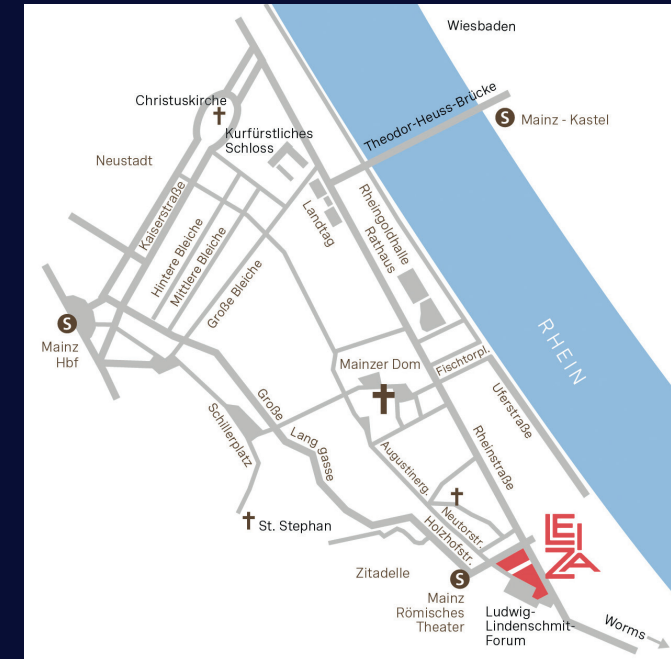 Wiesbaden
Christuskirche
Theodor-Heuss-Brücke
S Mainz - Kastel
Kurfürstliches
Schloss
Neustadt
Kaiserstraße
Hintere Bleiche
Mittlere Bleiche
Große Bleiche
Landtag
Rheingoldhalle
Rathaus
S
Mainz
Hbf
RHEIN
Mainzer Dom
Fischtorpl.
Uferstraße
Große
Lang gasse
Schillerplatz
Augustinerg.
Rheinstraße
St. Stephan
Neutorstr.
Holzhofstr.
LEIZA
Zitadelle
S
Mainz
Römisches
Theater
Ludwig-
Lindenschmit-
Forum
Worms